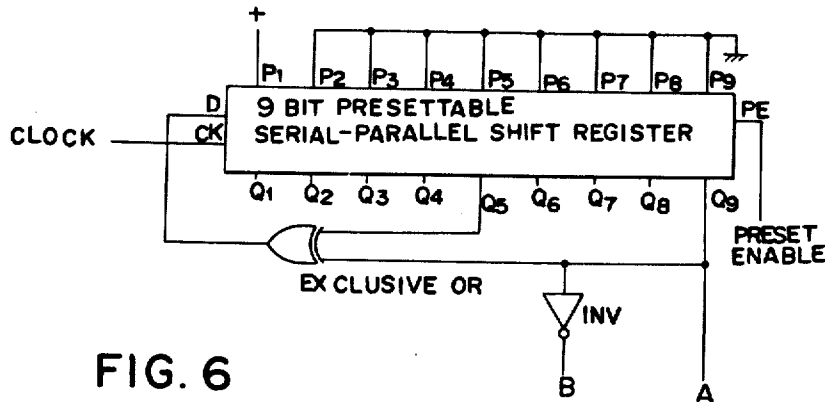 +
P1 P2 P3 P4 P5 P6 P7 P8 P9
D 9 BIT PRESETTABLE PE
CLOCK CK SERIAL-PARALLEL SHIFT REGISTER
Q1 Q2 Q3 Q4 Q5 Q6 Q7 Q8 Q9
PRESET
ENABLE
EXCLUSIVE OR
INV
FIG. 6
B A